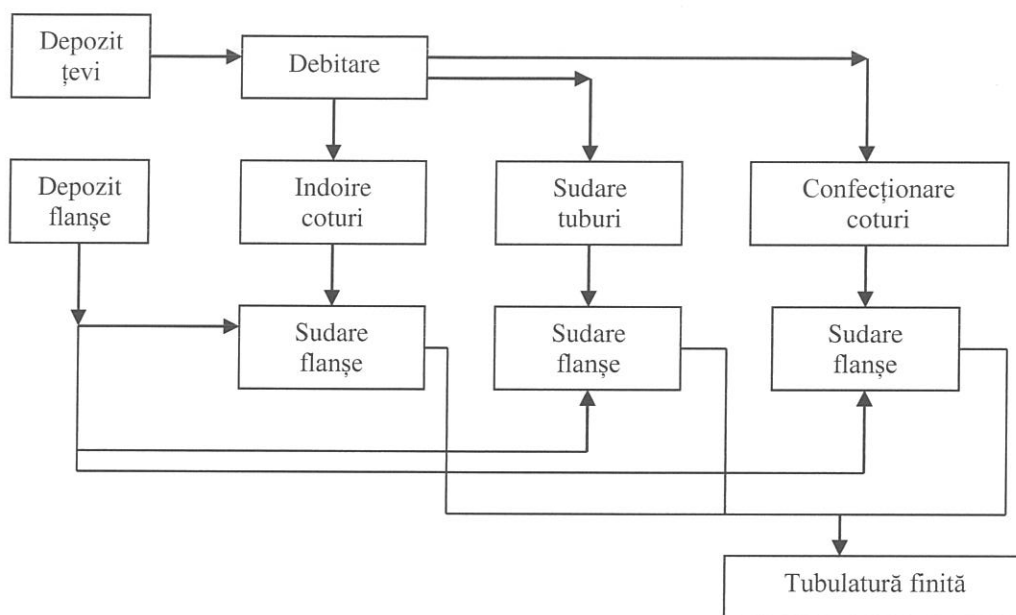 Depozit
țevi
Debitare
Depozit
flanșe
Indoire
coturi
Sudare
tuburi
Confecționare
coturi
Sudare
flanșe
Sudare
flanșe
Sudare
flanșe
Tubulatură finită